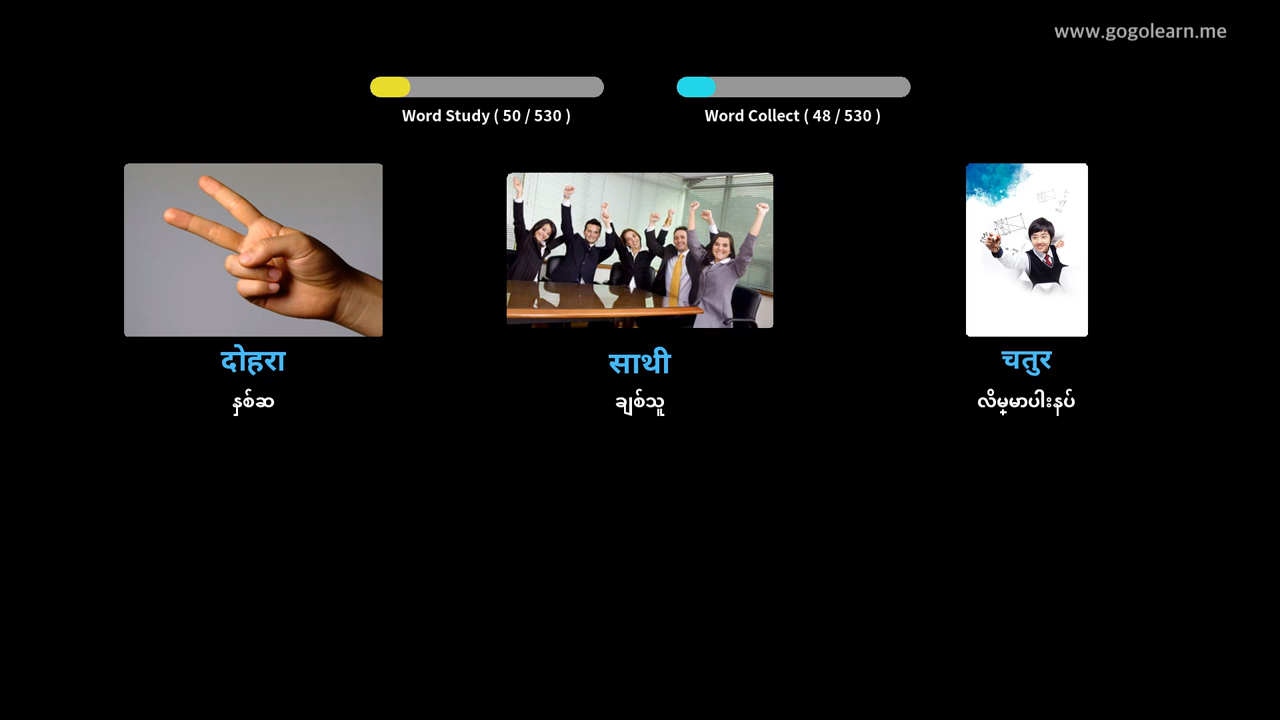 www.gogolearn.me
Word Study ( 50 / 530 )
Word Collect ( 48 / 530 )
दोहरा
साथी
चतुर
နှစ်ဆ
ချစ်သူ
လိမ္မာပါးနပ်